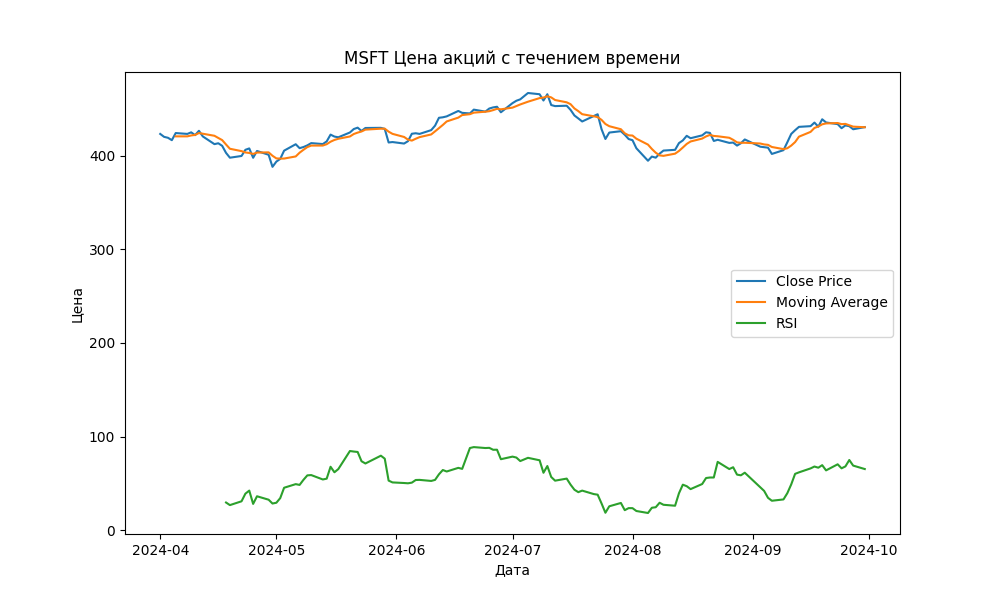 MSFT Цена акций с течением времени
Цена
400
300
200
100
0
Close Price
Moving Average
RSI
2024-04
2024-05
2024-06
2024-07
2024-08
2024-09
2024-10
Дата